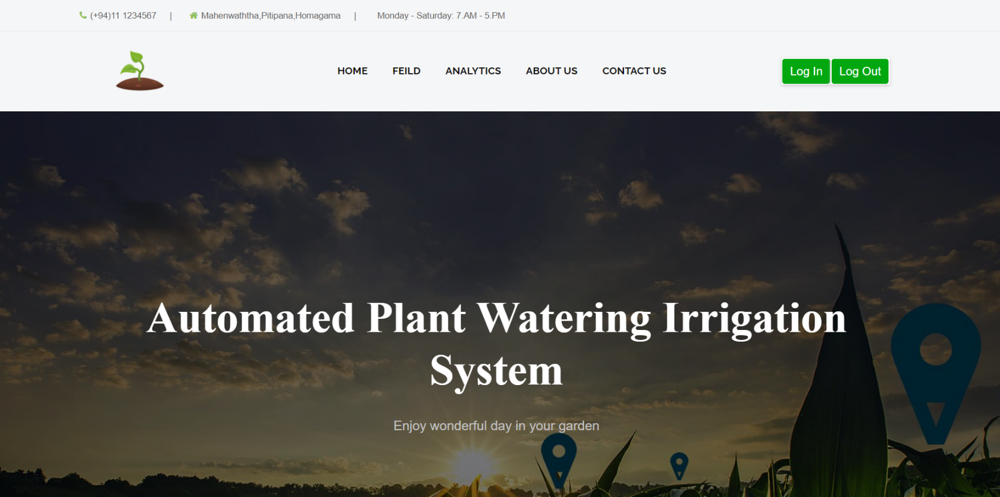 (+94)11 1234567 | Mahenwaththa,Pitipana,Homagama | Monday - Saturday: 7.AM - 5.PM
HOME FEILD ANALYTICS ABOUT US CONTACT US Log In Log Out
Automated Plant Watering Irrigation
System
Enjoy wonderful day in your garden